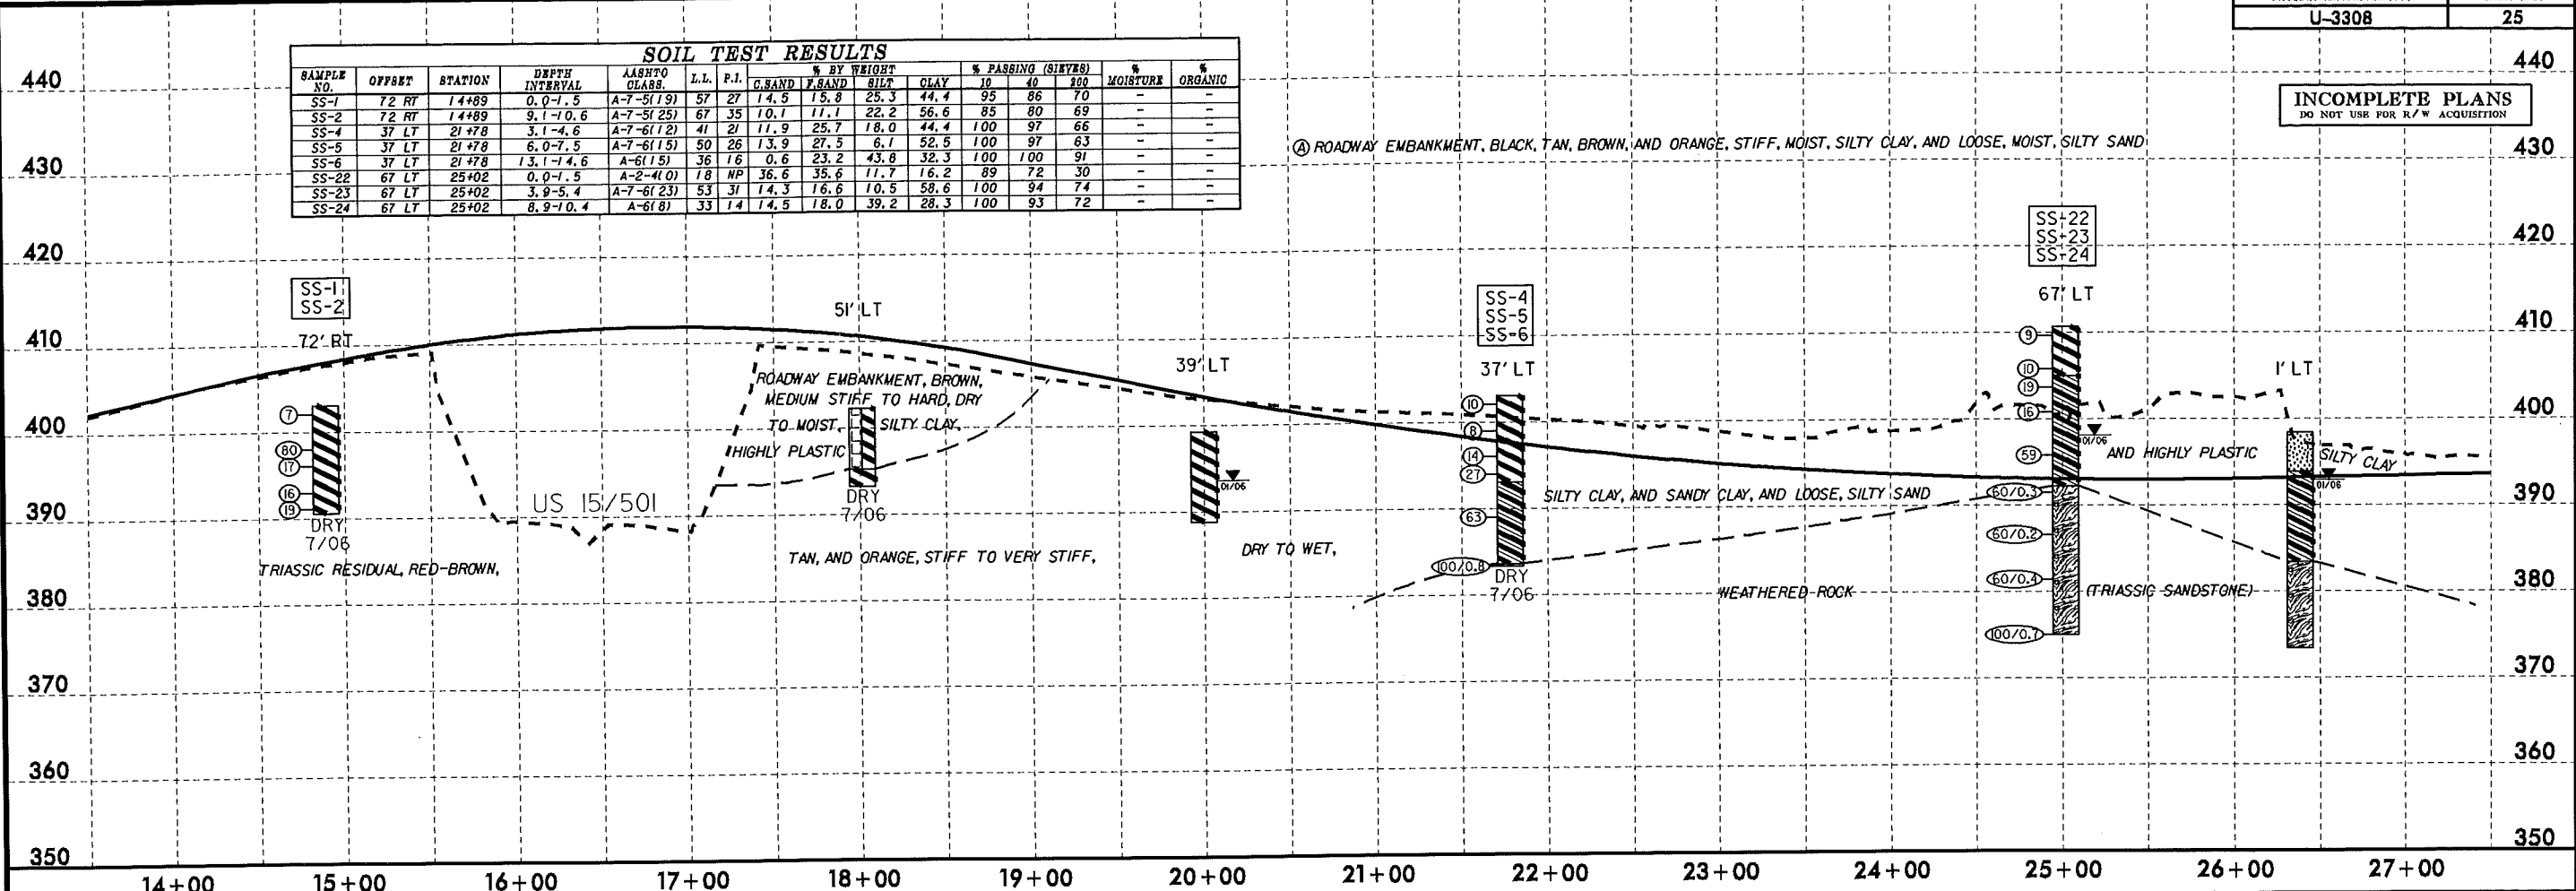 U-3308 25
INCOMPLETE PLANS
DO NOT USE FOR R/W ACQUISITION
SOIL TEST RESULTS
SAMPLE NO. OFFSET STATION DEPTH INTERVAL AASHTO CLASS. L.L. P.I. % BY WEIGHT C.SAND F.SAND SILT CLAY % PASSING (SIEVES) 10 40 200 % MOISTURE % ORGANIC
SS-1 72 RT 14+89 0.0-1.5 A-7-5(19) 57 27 14.5 15.8 25.3 44.4 95 86 70 - -
SS-2 72 RT 14+89 9.1-10.6 A-7-5(25) 67 35 10.1 11.1 22.2 56.6 85 80 69 - -
SS-4 37 LT 21+78 3.1-4.6 A-7-6(12) 41 21 11.9 25.7 18.0 44.4 100 97 66 - -
SS-5 37 LT 21+78 6.0-7.5 A-7-6(15) 50 26 13.9 27.5 6.1 52.5 100 97 63 - -
SS-6 37 LT 21+78 13.1-14.6 A-6(15) 36 16 0.6 23.2 43.8 32.3 100 100 91 - -
SS-22 67 LT 25+02 0.0-1.5 A-2-4(0) 18 NP 36.6 35.6 11.7 16.2 89 72 30 - -
SS-23 67 LT 25+02 3.9-5.4 A-7-6(23) 53 31 14.3 16.6 10.5 58.6 100 94 74 - -
SS-24 67 LT 25+02 8.9-10.4 A-6(8) 33 14 14.5 18.0 39.2 28.3 100 93 72 - -
Ⓐ ROADWAY EMBANKMENT, BLACK, TAN, BROWN, AND ORANGE, STIFF, MOIST, SILTY CLAY, AND LOOSE, MOIST, SILTY SAND
440 440
430 430
420 420
410 410
400 400
390 390
380 380
370 370
360 360
350 350
SS-1
SS-2
72' RT
7
80
17
16
19
DRY
7/06
51' LT
ROADWAY EMBANKMENT, BROWN,
MEDIUM STIFF TO HARD, DRY
TO MOIST, SILTY CLAY,
HIGHLY PLASTIC
DRY
7/06
US 15/501
39' LT
01/06
SS-4
SS-5
SS-6
37' LT
10
8
14
27
63
100/0.8
DRY
7/06
SS-22
SS-23
SS-24
67' LT
9
10
19
16
59
60/0.3
60/0.2
60/0.4
100/0.7
01/06
1' LT
01/06
TRIASSIC RESIDUAL, RED-BROWN,
TAN, AND ORANGE, STIFF TO VERY STIFF,
DRY TO WET,
SILTY CLAY, AND SANDY CLAY, AND LOOSE, SILTY SAND
AND HIGHLY PLASTIC
SILTY CLAY
WEATHERED ROCK
(TRIASSIC SANDSTONE)
14+00 15+00 16+00 17+00 18+00 19+00 20+00 21+00 22+00 23+00 24+00 25+00 26+00 27+00